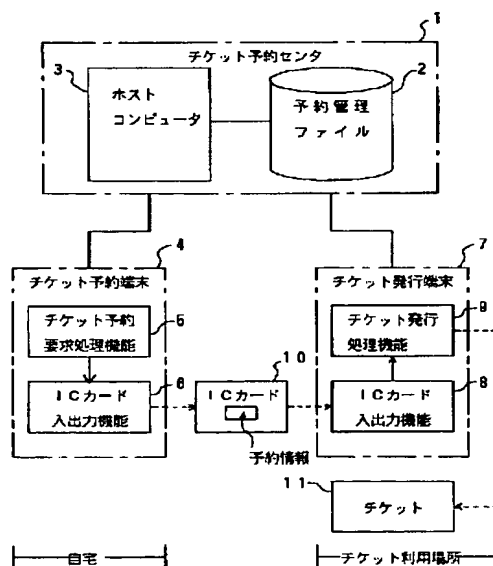 1
チケット予約センタ
3
2
ホスト
コンピュータ
予約管理
ファイル
4
7
チケット予約端末
チケット発行端末
チケット予約
要求処理機能
5
チケット発行
処理機能
9
ICカード
入出力機能
6
10
ICカード
予約情報
ICカード
入出力機能
8
11
チケット
自宅
チケット利用場所